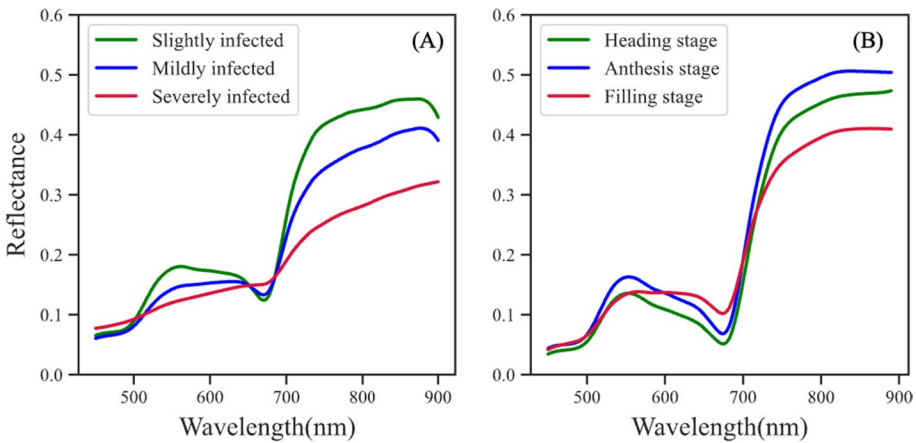 0.6
0.5
0.4
0.3
0.2
0.1
0.0
Reflectance
Slightly infected
Mildly infected
Severely infected
(A)
500 600 700 800 900
Wavelength(nm)
0.6
0.5
0.4
0.3
0.2
0.1
0.0
Heading stage
Anthesis stage
Filling stage
(B)
500 600 700 800 900
Wavelength(nm)